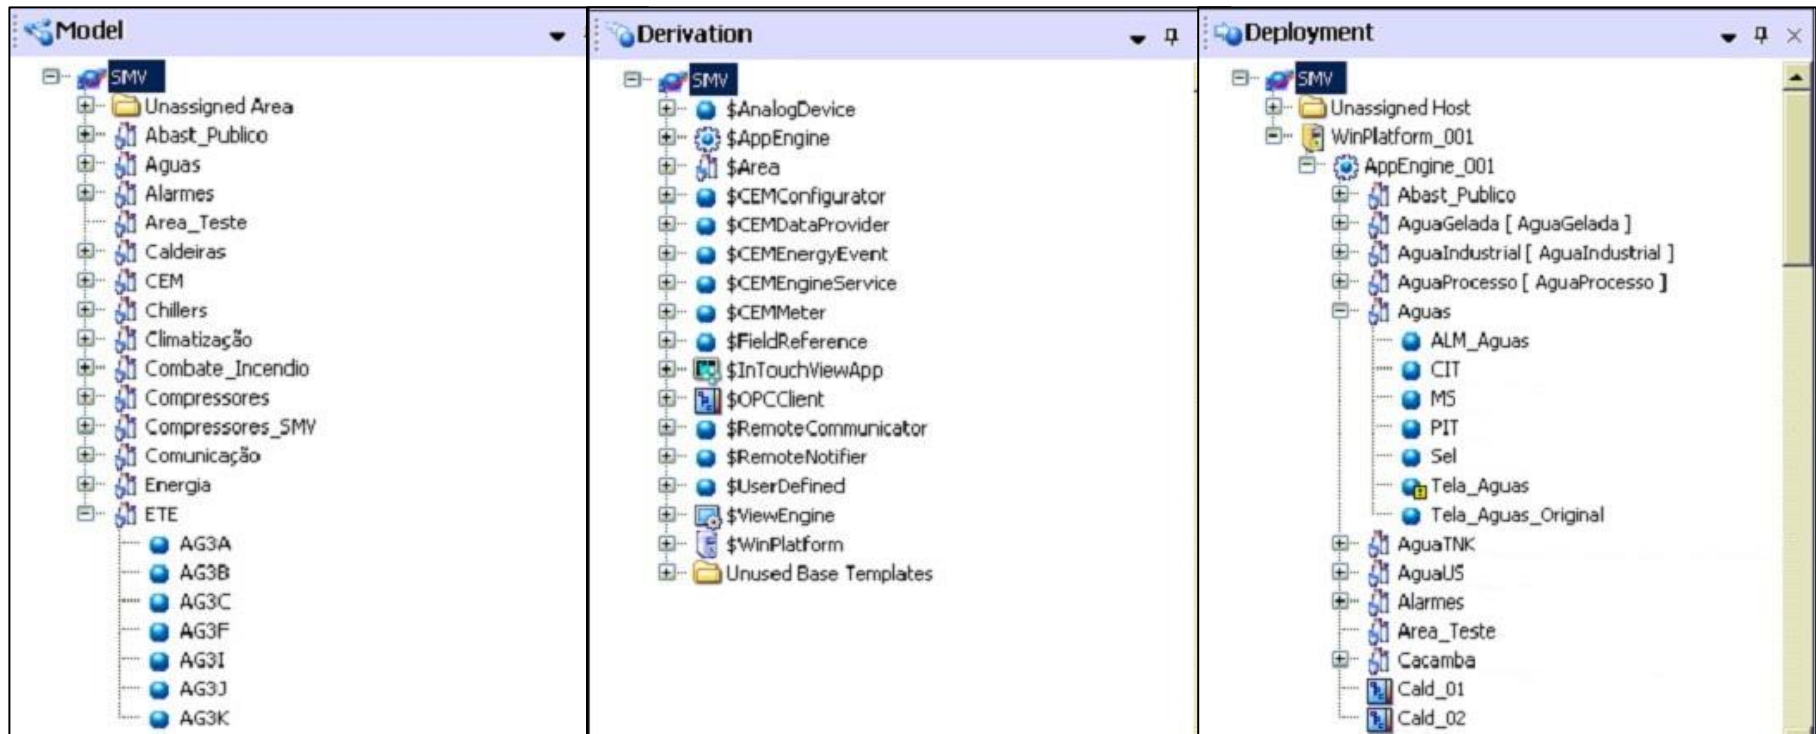 Model
SMV
Unassigned Area
Abast_Publico
Aguas
Alarmes
Area_Teste
Caldeiras
CEM
Chillers
Climatização
Combate_Incendio
Compressores
Compressores_SMV
Comunicação
Energia
ETE
AG3A
AG3B
AG3C
AG3F
AG3I
AG3J
AG3K
Derivation
SMV
$AnalogDevice
$AppEngine
$Area
$CEMConfigurator
$CEMDataProvider
$CEMEnergyEvent
$CEMEngineService
$CEMMeter
$FieldReference
$InTouchViewApp
$OPCClient
$RemoteCommunicator
$RemoteNotifier
$UserDefined
$ViewEngine
$WinPlatform
Unused Base Templates
Deployment
SMV
Unassigned Host
WinPlatform_001
AppEngine_001
Abast_Publico
AguaGelada [ AguaGelada ]
AguaIndustrial [ AguaIndustrial ]
AguaProcesso [ AguaProcesso ]
Aguas
ALM_Aguas
CIT
MS
PIT
Sel
Tela_Aguas
Tela_Aguas_Original
AguaTNK
AguaUS
Alarmes
Area_Teste
Cacamba
Cald_01
Cald_02